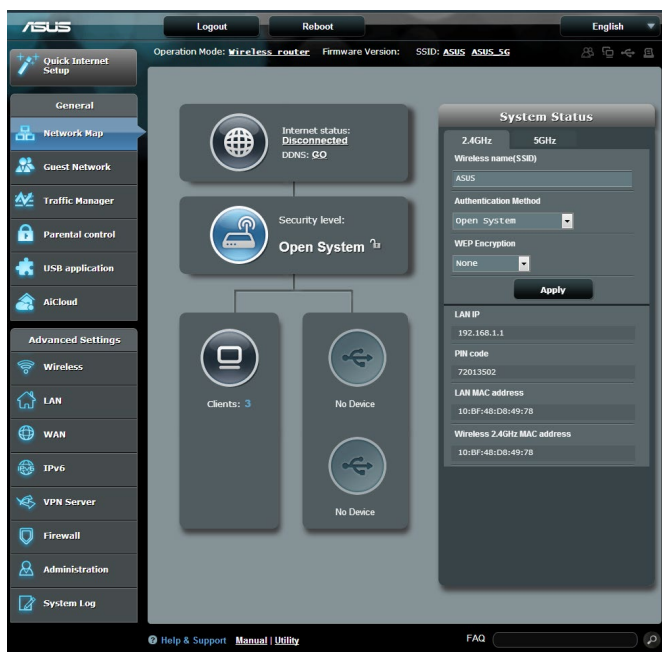 ASUS
Logout
Reboot
English
Quick Internet
Setup
Operation Mode: Wireless router Firmware Version: SSID: ASUS ASUS_5G
General
Network Map
Guest Network
Traffic Manager
Parental control
USB application
AiCloud
Advanced Settings
Wireless
LAN
WAN
IPv6
VPN Server
Firewall
Administration
System Log
Internet status:
Disconnected
DDNS: GO
Security level:
Open System
Clients: 3
No Device
No Device
System Status
2.4GHz 5GHz
Wireless name(SSID)
ASUS
Authentication Method
Open System
WEP Encryption
None
Apply
LAN IP
192.168.1.1
PIN code
72013502
LAN MAC address
10:BF:48:D8:49:78
Wireless 2.4GHz MAC address
10:BF:48:D8:49:78
? Help & Support Manual | Utility
FAQ